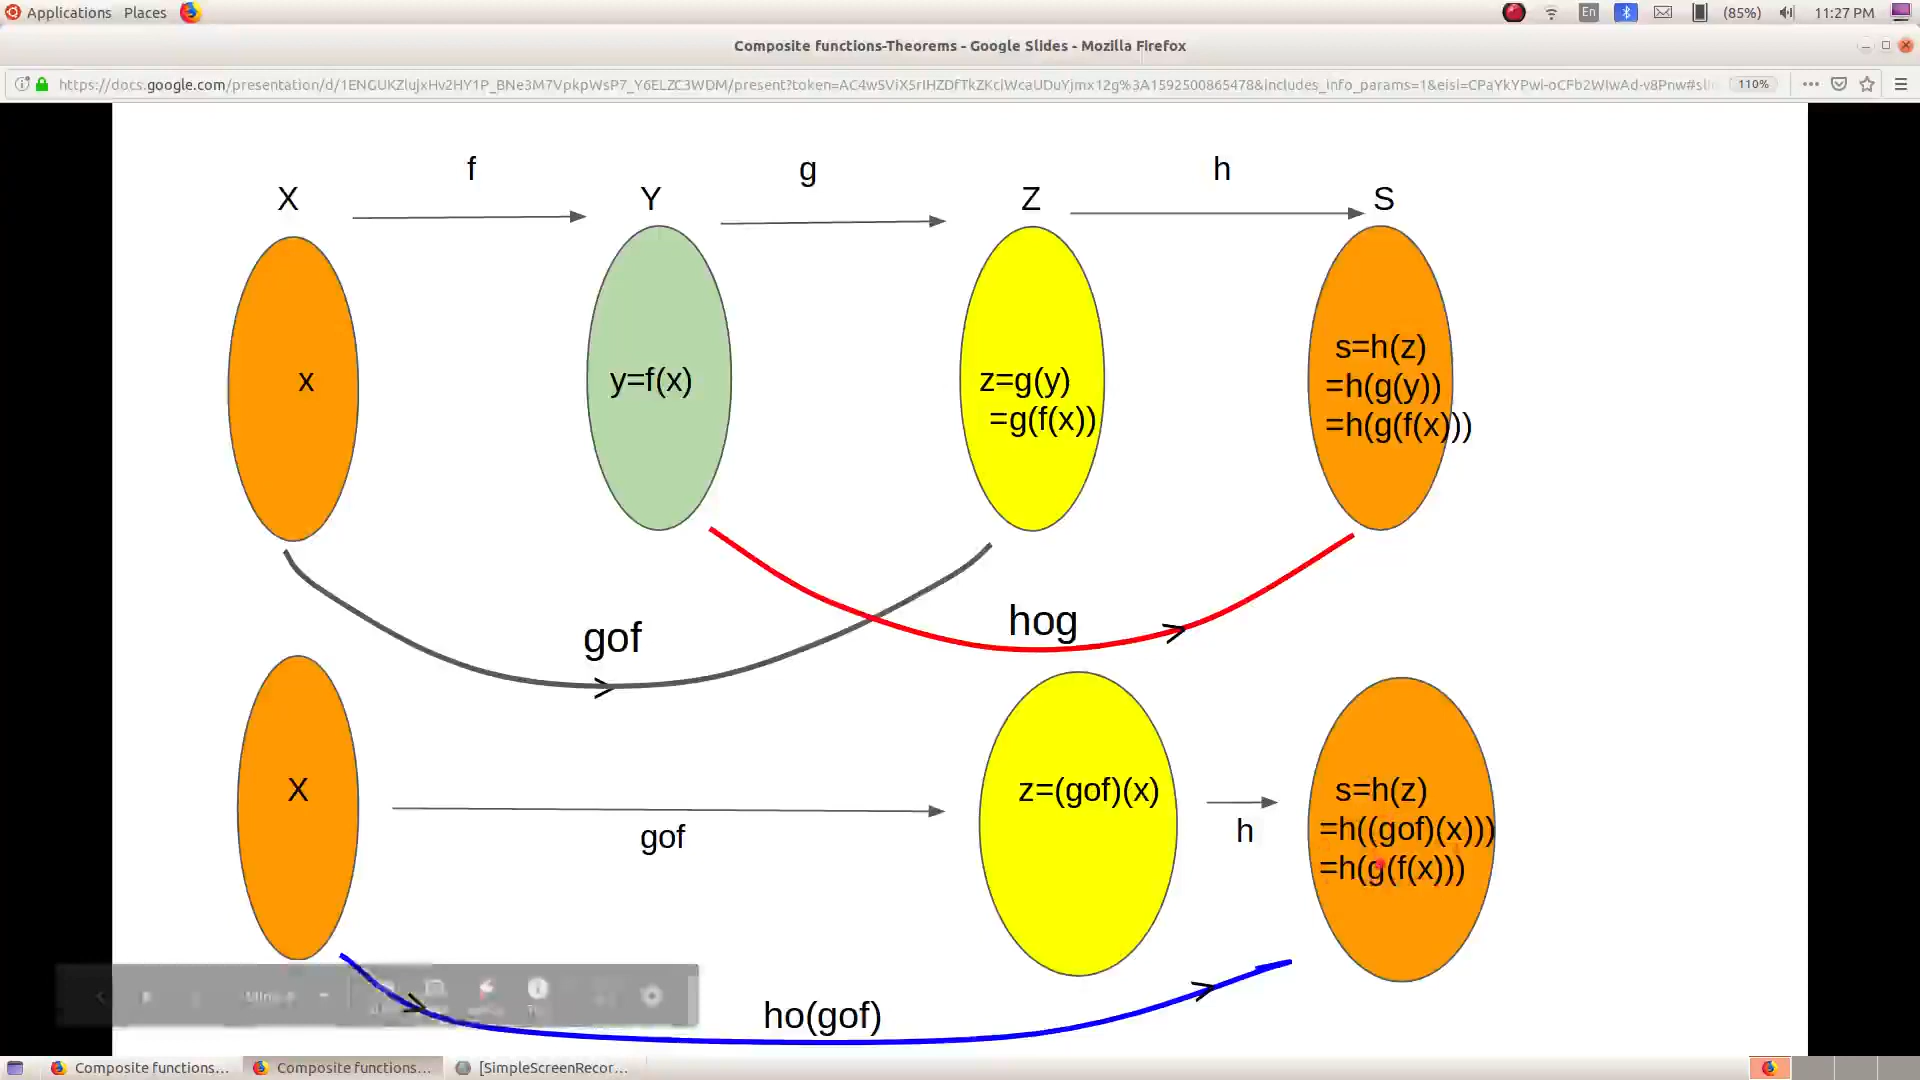 Applications Places
En
(85%)
11:27 PM
Composite functions-Theorems - Google Slides - Mozilla Firefox
110%
f
g
h
X
Y
Z
S
x
y=f(x)
z=g(y)
=g(f(x))
s=h(z)
=h(g(y))
=h(g(f(x)))
gof
hog
X
gof
z=(gof)(x)
h
s=h(z)
=h((gof)(x)))
=h(g(f(x)))
ho(gof)
Composite functions...
Composite functions...
[SimpleScreenRecor...